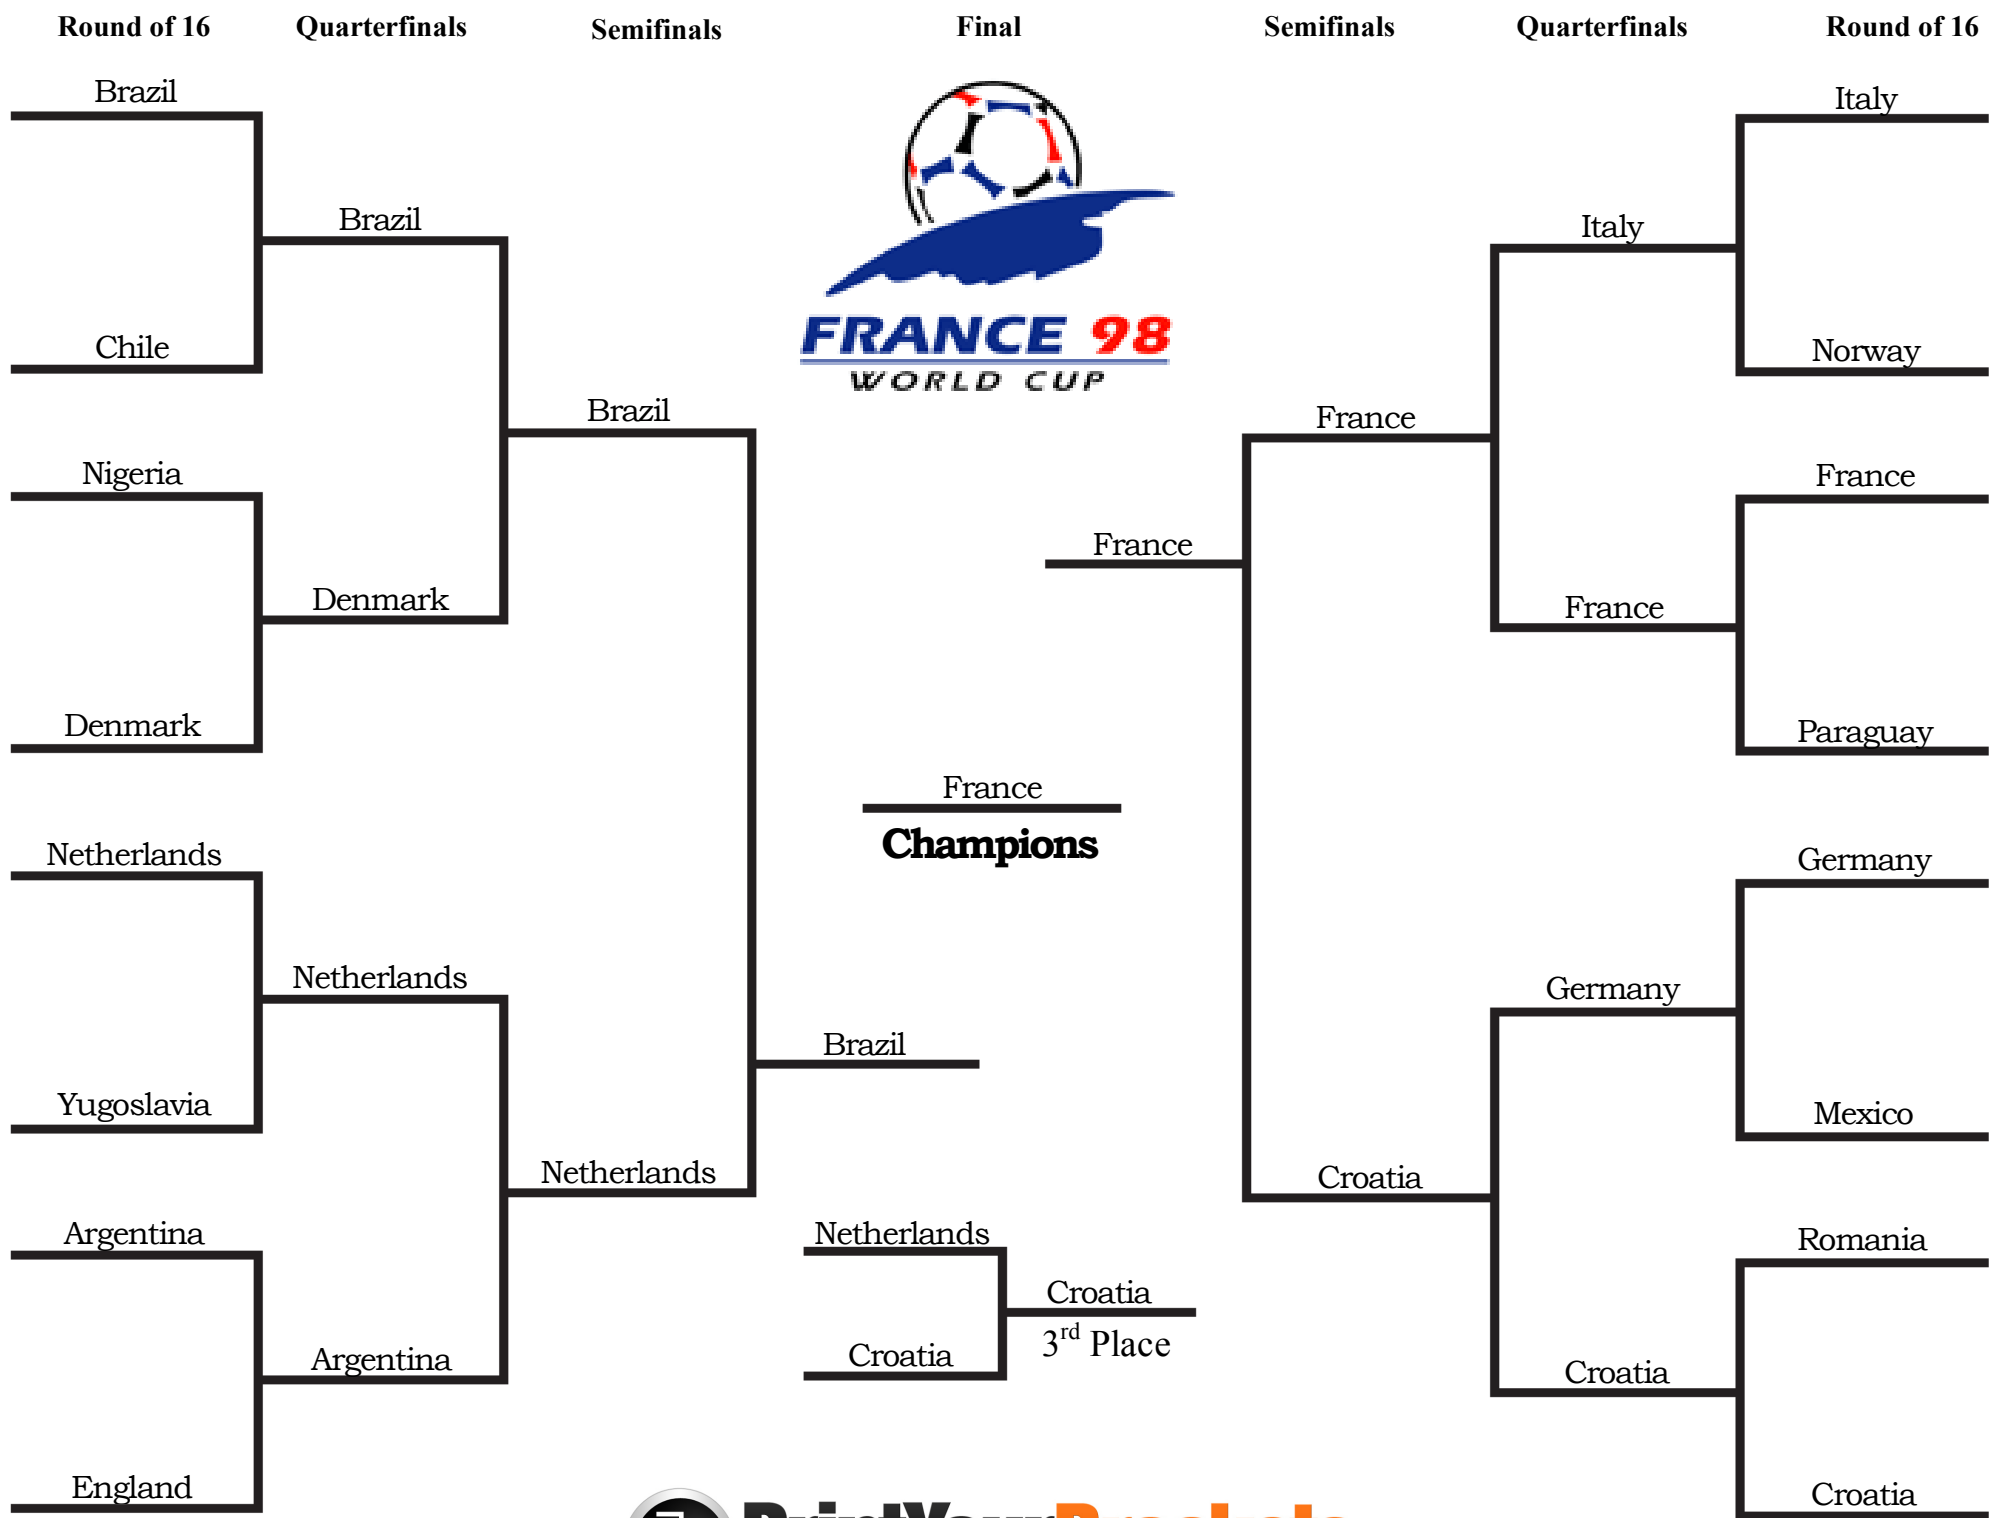 Round of 16 Quarterfinals Semifinals Final Semifinals Quarterfinals Round of 16
Brazil
Chile
Nigeria
Denmark
Netherlands
Yugoslavia
Argentina
England
Brazil
Denmark
Netherlands
Argentina
Brazil
Netherlands
Brazil
FRANCE 98
WORLD CUP
France
France
Champions
Netherlands
Croatia
Croatia
3rd Place
France
Croatia
Italy
France
Germany
Croatia
Italy
Norway
France
Paraguay
Germany
Mexico
Romania
Croatia
PrintYourBrackets